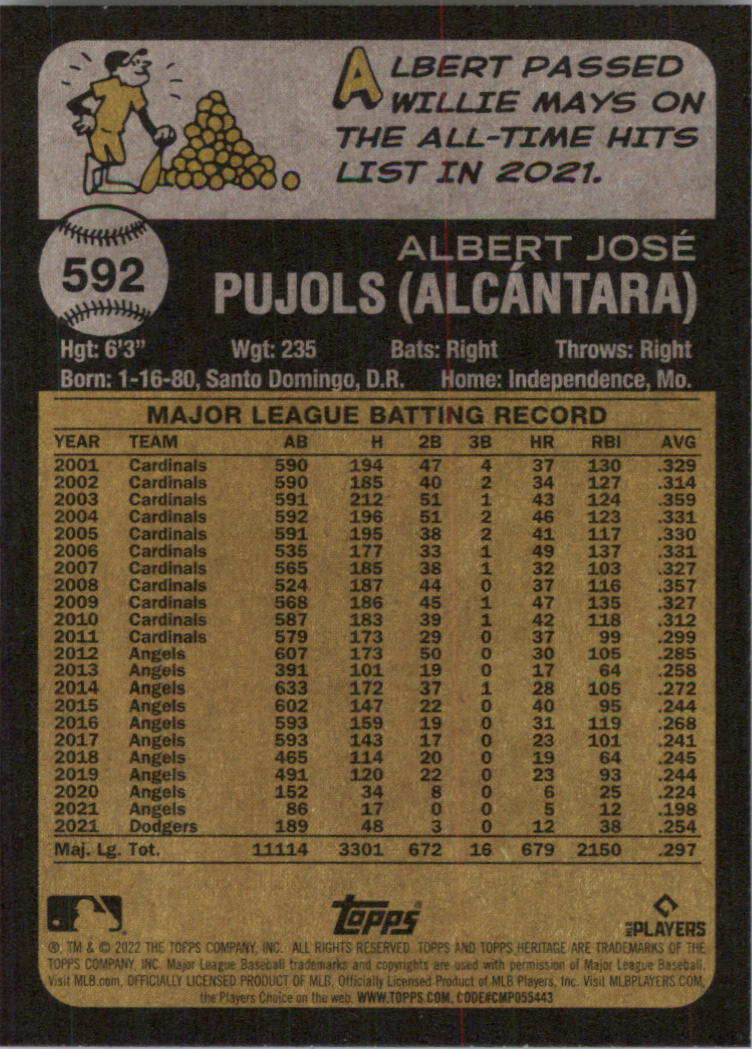 ALBERT PASSED
WILLIE MAYS ON
THE ALL-TIME HITS
LIST IN 2021.
592
ALBERT JOSÉ
PUJOLS (ALCÁNTARA)
Hgt: 6'3" Wgt: 235 Bats: Right Throws: Right
Born: 1-16-80, Santo Domingo, D.R. Home: Independence, Mo.
MAJOR LEAGUE BATTING RECORD
YEAR TEAM AB H 2B 3B HR RBI AVG
2001 Cardinals 590 194 47 4 37 130 .329
2002 Cardinals 590 185 40 2 34 127 .314
2003 Cardinals 591 212 51 1 43 124 .359
2004 Cardinals 592 196 51 2 46 123 .331
2005 Cardinals 591 195 38 2 41 117 .330
2006 Cardinals 535 177 33 1 49 137 .331
2007 Cardinals 565 185 38 1 32 103 .327
2008 Cardinals 524 187 44 0 37 116 .357
2009 Cardinals 568 186 45 1 47 135 .327
2010 Cardinals 587 183 39 1 42 118 .312
2011 Cardinals 579 173 29 0 37 99 .299
2012 Angels 607 173 50 0 30 105 .285
2013 Angels 391 101 19 0 17 64 .258
2014 Angels 633 172 37 1 28 105 .272
2015 Angels 602 147 22 0 40 95 .244
2016 Angels 593 159 19 0 31 119 .268
2017 Angels 593 143 17 0 23 101 .241
2018 Angels 465 114 20 0 19 64 .245
2019 Angels 491 120 22 0 23 93 .244
2020 Angels 152 34 8 0 6 25 .224
2021 Angels 86 17 0 0 5 12 .198
2021 Dodgers 189 48 3 0 12 38 .254
Maj. Lg. Tot. 11114 3301 672 16 679 2150 .297
Topps
MLB PLAYERS
®, TM & © 2022 THE TOPPS COMPANY, INC. ALL RIGHTS RESERVED. TOPPS AND TOPPS HERITAGE ARE TRADEMARKS OF THE
TOPPS COMPANY, INC. Major League Baseball trademarks and copyrights are used with permission of Major League Baseball.
Visit MLB.com. OFFICIALLY LICENSED PRODUCT OF MLB. Officially Licensed Product of MLB Players, Inc. Visit MLBPLAYERS.COM,
the Players Choice on the web. WWW.TOPPS.COM. CODE#CMP055443